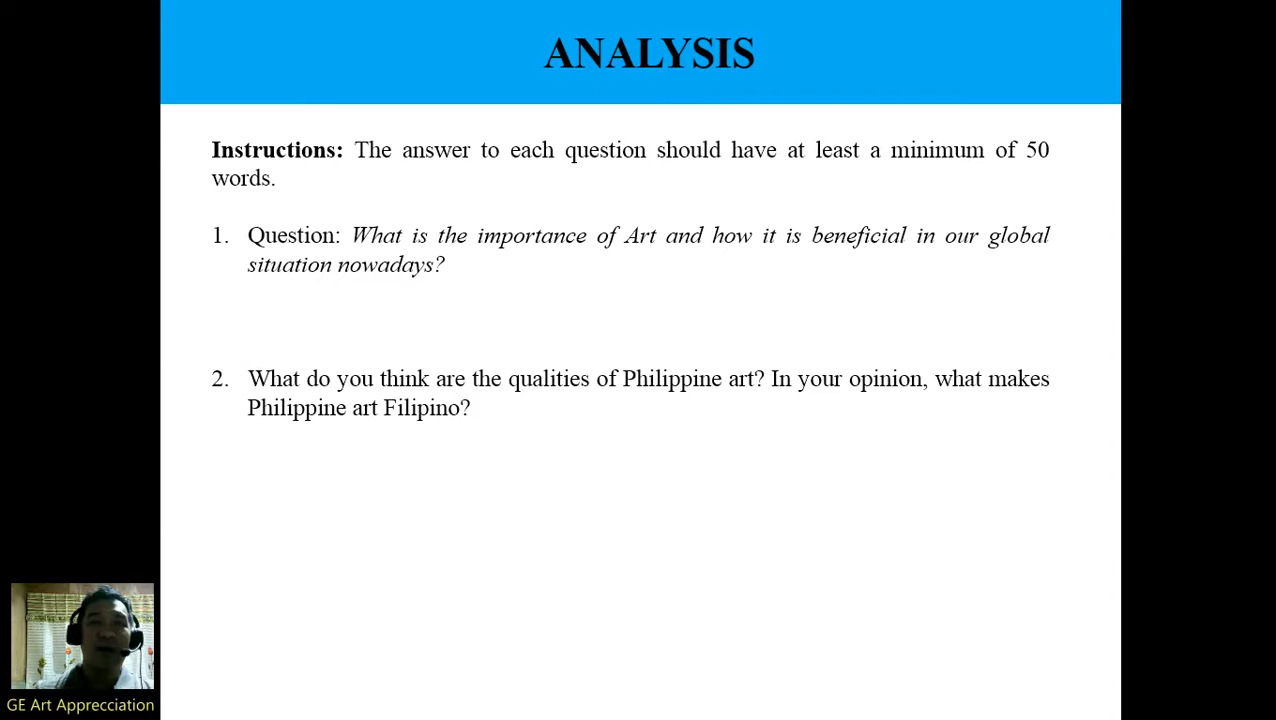 ANALYSIS
Instructions: The answer to each question should have at least a minimum of 50
words.
1. Question: What is the importance of Art and how it is beneficial in our global
situation nowadays?
2. What do you think are the qualities of Philippine art? In your opinion, what makes
Philippine art Filipino?
GE Art Apprecciation